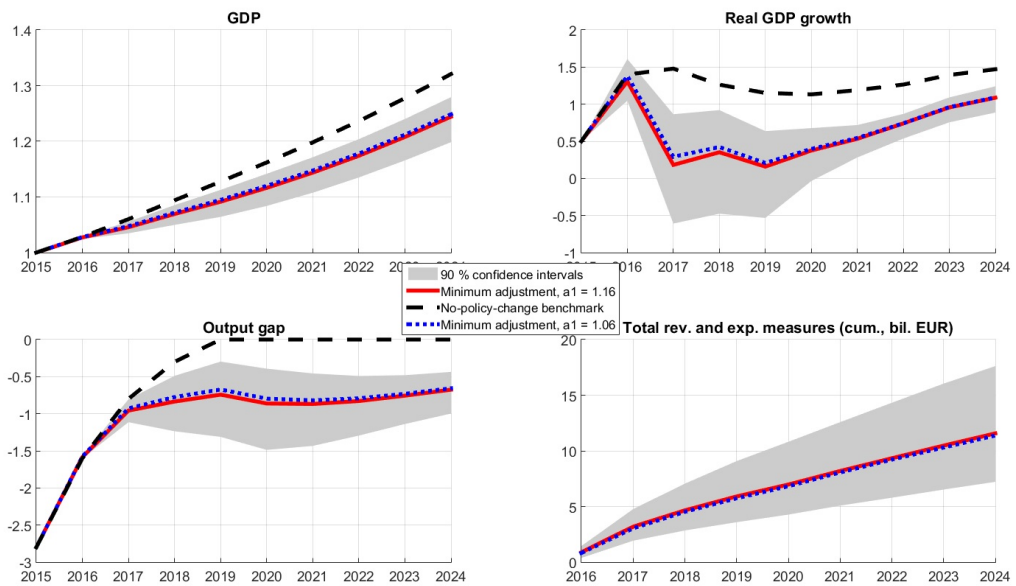 GDP
1.4
1.3
1.2
1.1
1
2015 2016 2017 2018 2019 2020 2021 2022 2023 2024
Real GDP growth
2
1.5
1
0.5
0
-0.5
-1
2016 2017 2018 2019 2020 2021 2022 2023 2024
90 % confidence intervals
Minimum adjustment, a1 = 1.16
No-policy-change benchmark
Minimum adjustment, a1 = 1.06
Output gap
0
-0.5
-1
-1.5
-2
-2.5
-3
2015 2016 2017 2018 2019 2020 2021 2022 2023 2024
Total rev. and exp. measures (cum., bil. EUR)
20
15
10
5
0
2016 2017 2018 2019 2020 2021 2022 2023 2024